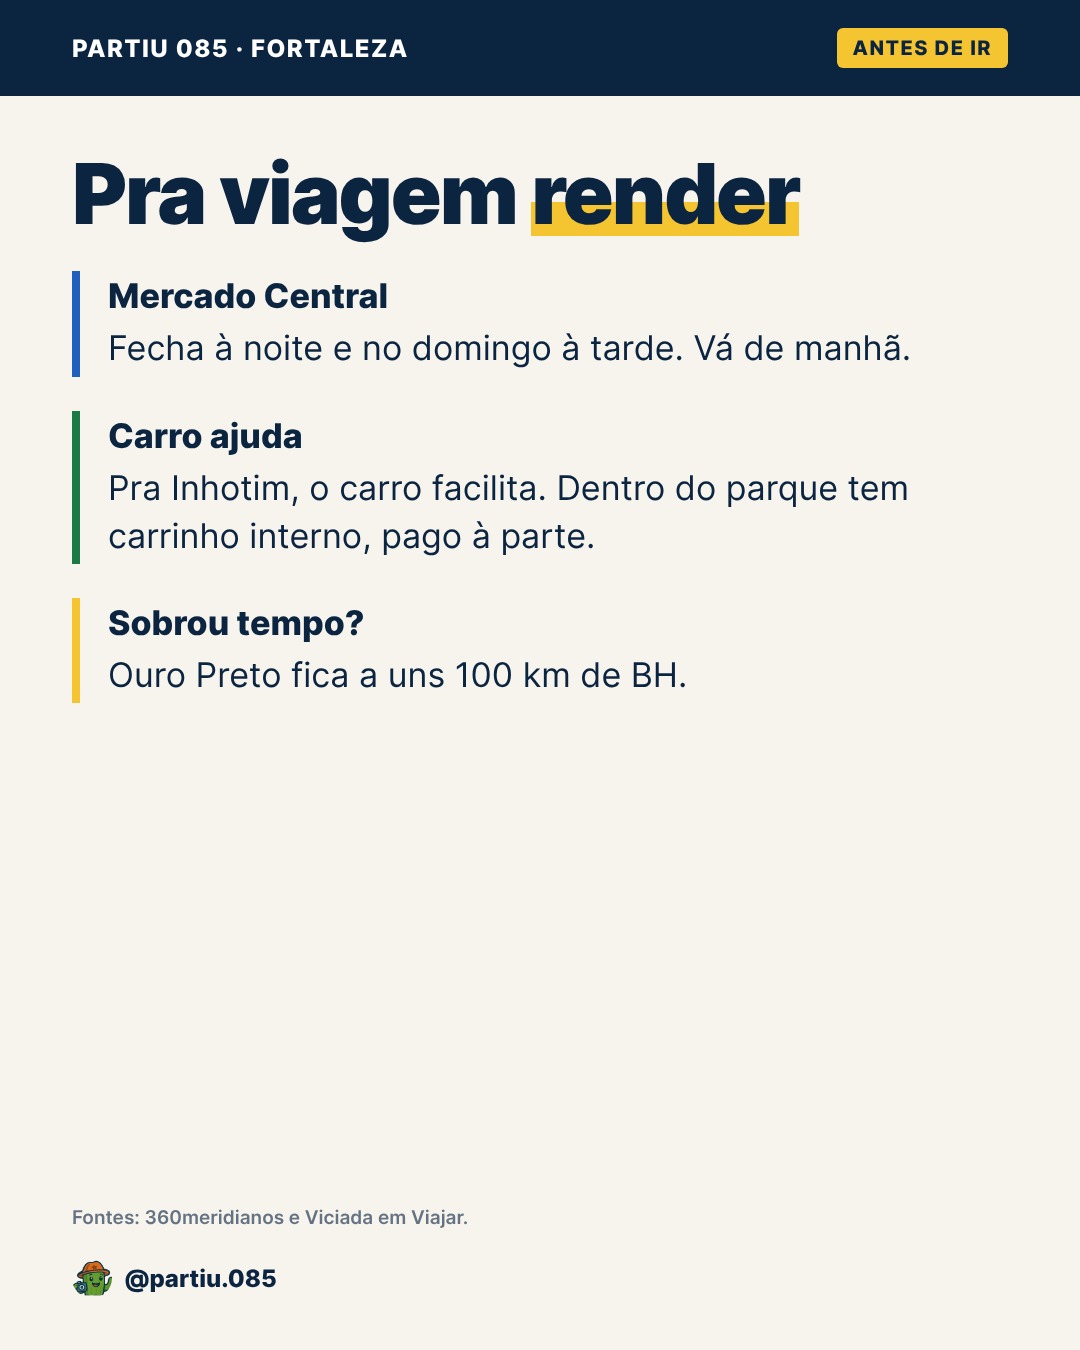 PARTIU 085 · FORTALEZA
ANTES DE IR
Pra viagem render
Mercado Central
Fecha à noite e no domingo à tarde. Vá de manhã.
Carro ajuda
Pra Inhotim, o carro facilita. Dentro do parque tem
carrinho interno, pago à parte.
Sobrou tempo?
Ouro Preto fica a uns 100 km de BH.
Fontes: 360meridianos e Viciada em Viajar.
@partiu.085